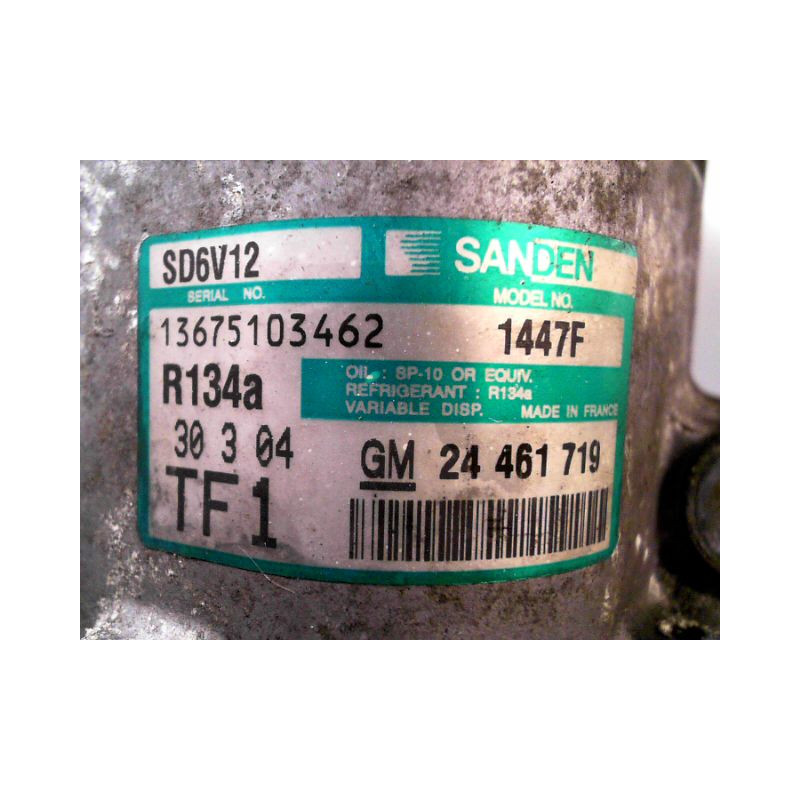 SD6V12 SANDEN
SERIAL NO. MODEL NO.
13675103462 1447F
R134a
OIL : SP-10 OR EQUIV.
REFRIGERANT : R134a
VARIABLE DISP. MADE IN FRANCE
30 3 04
GM 24 461 719
TF1